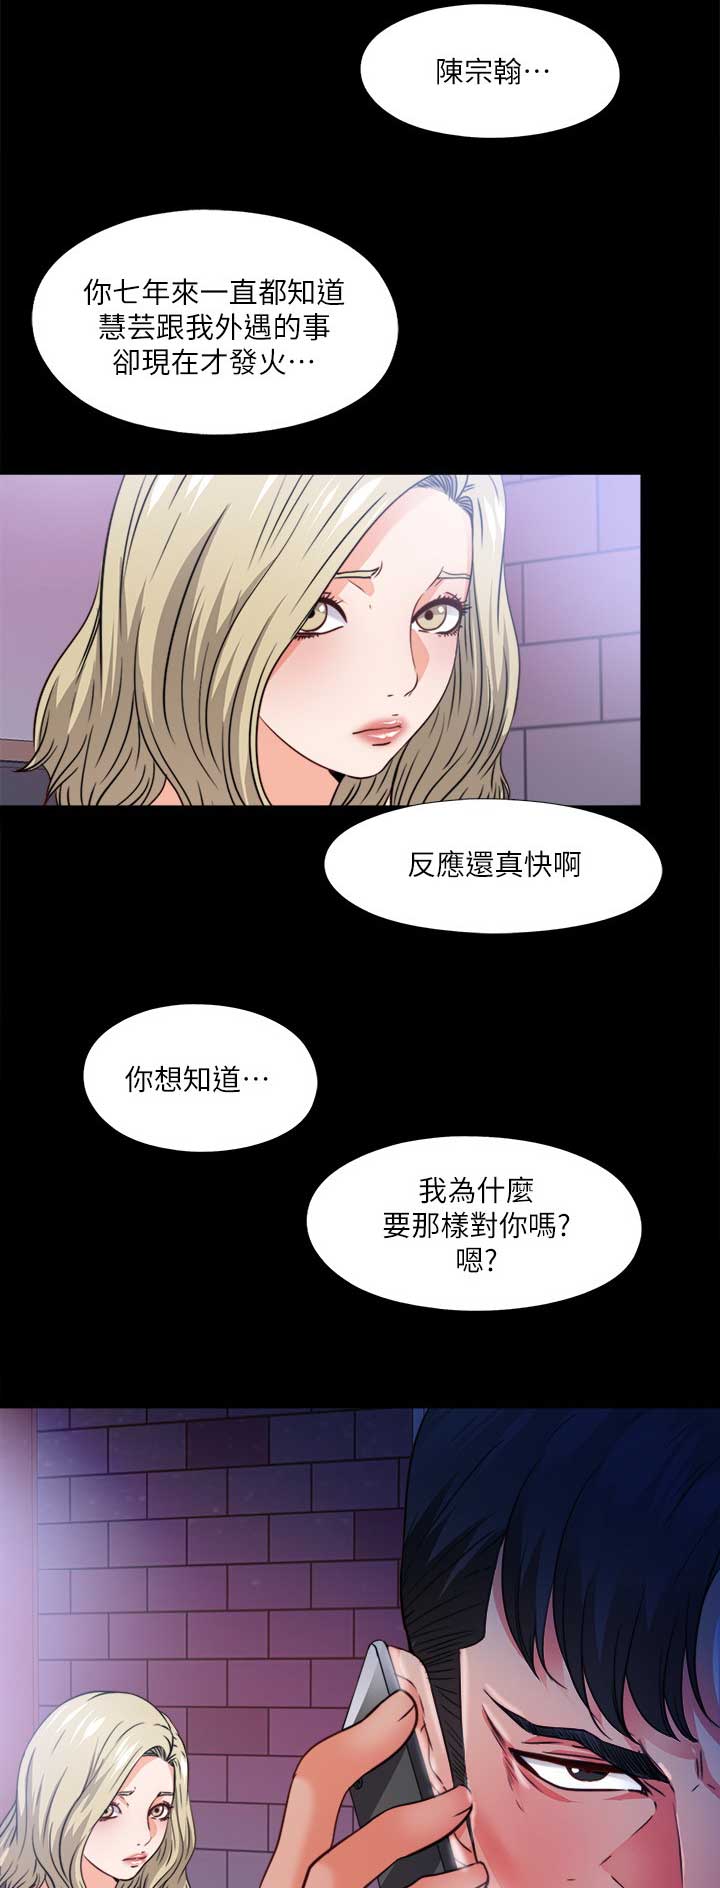 陳宗翰…
你七年來一直都知道
慧芸跟我外遇的事
卻現在才發火…
反應還真快啊
你想知道…
我為什麼
要那樣對你嗎?
嗯?